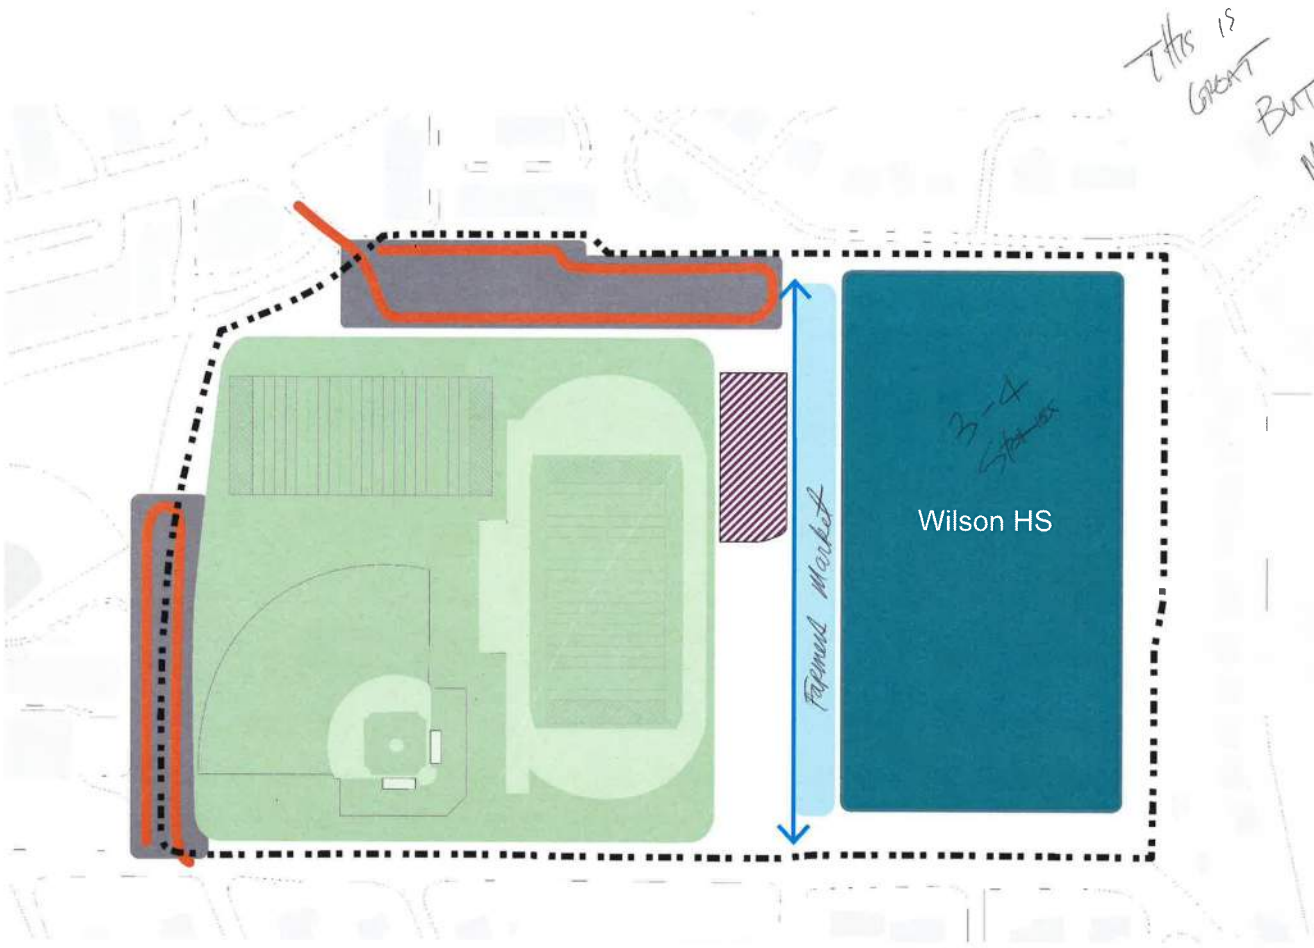 THIS IS
GREAT
BUT
3-4
Stories
Wilson HS
Farmers Market